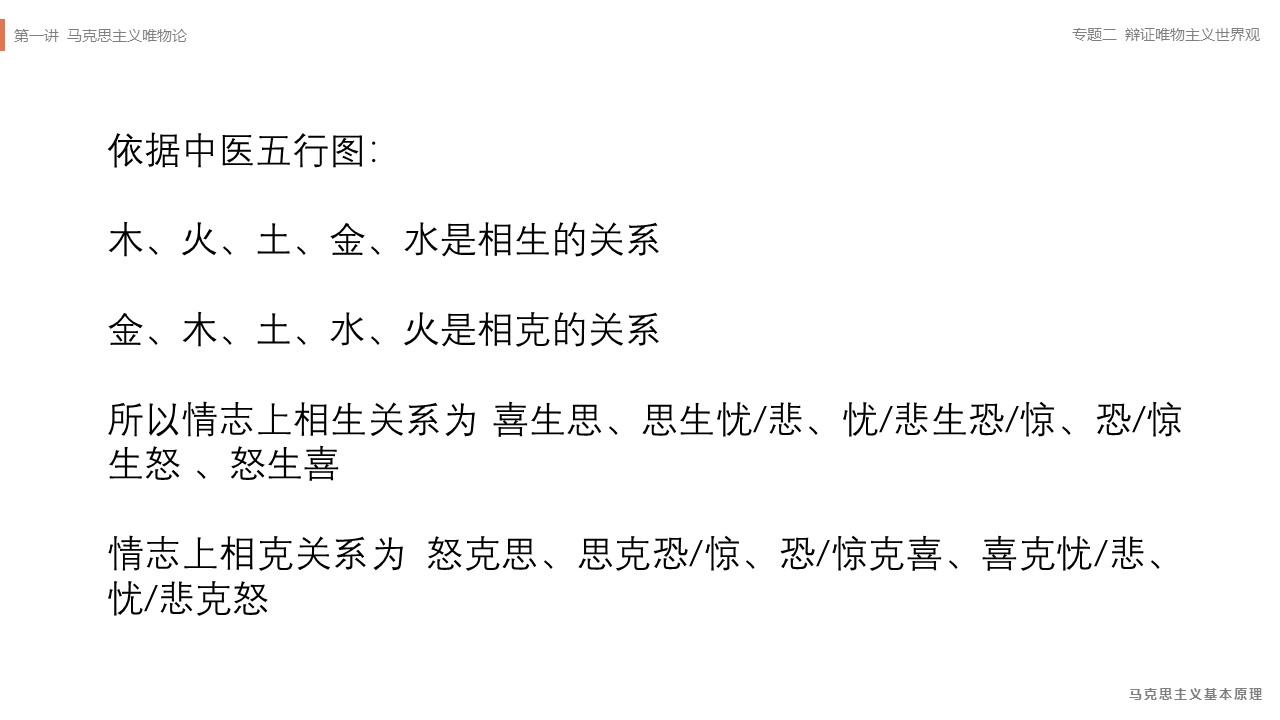 第一讲 马克思主义唯物论
专题二 辩证唯物主义世界观
依据中医五行图：
木、火、土、金、水是相生的关系
金、木、土、水、火是相克的关系
所以情志上相生关系为 喜生思、思生忧/悲、忧/悲生恐/惊、恐/惊
生怒 、怒生喜
情志上相克关系为 怒克思、思克恐/惊、恐/惊克喜、喜克忧/悲、
忧/悲克怒
马克思主义基本原理